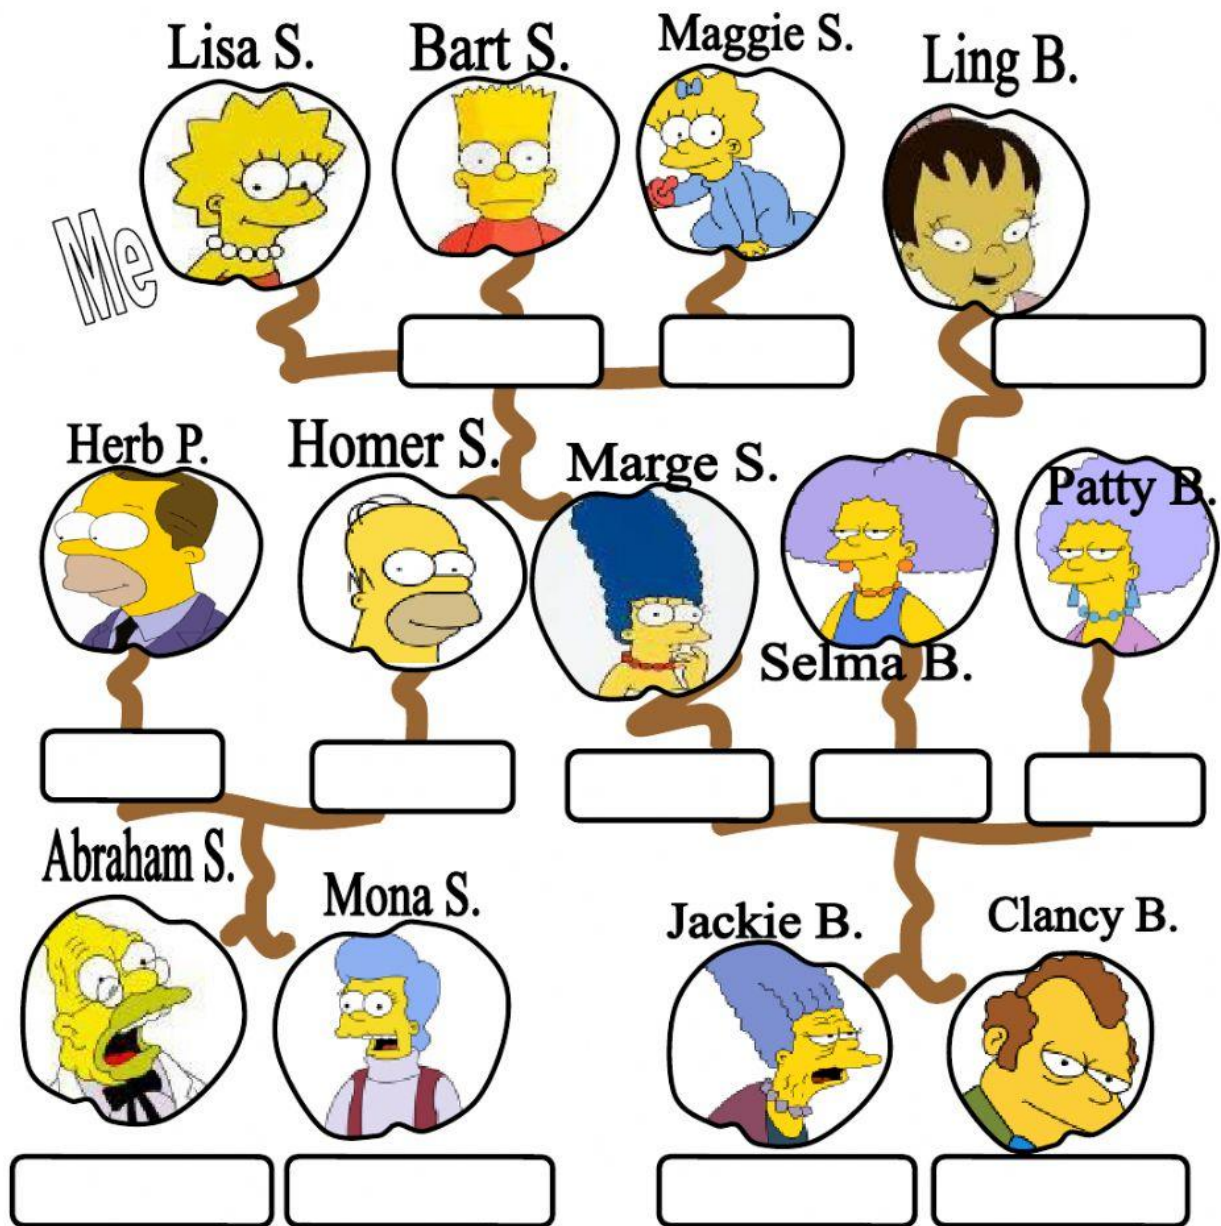 Lisa S.
Bart S.
Maggie S.
Ling B.
Me
Herb P.
Homer S.
Marge S.
Patty B.
Selma B.
Abraham S.
Mona S.
Jackie B.
Clancy B.